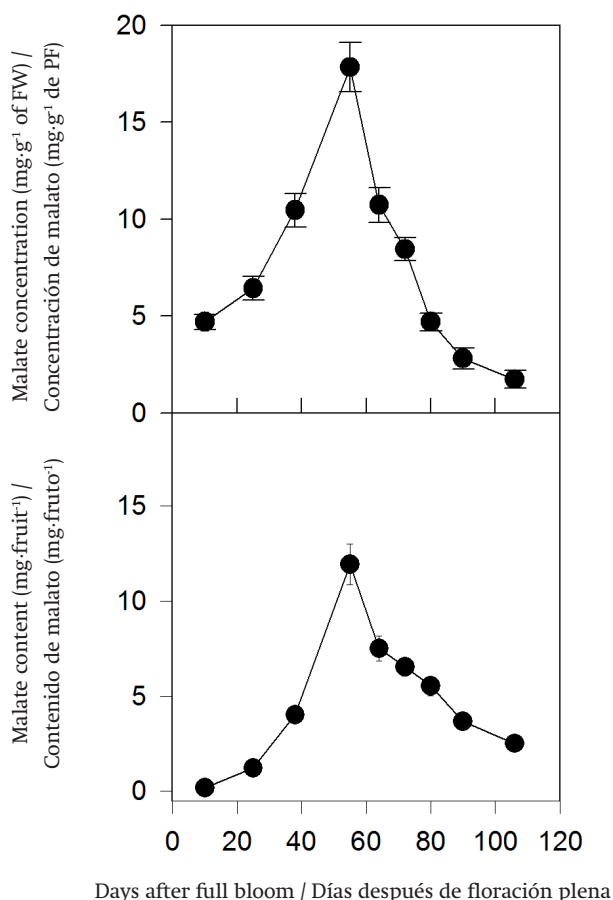 Malate concentration (mg·g⁻¹ of FW) /
Concentración de malato (mg·g⁻¹ de PF)
20
15
10
5
0
Malate content (mg·fruit⁻¹) /
Contenido de malato (mg·fruto⁻¹)
15
10
5
0
0 20 40 60 80 100 120
Days after full bloom / Días después de floración plena